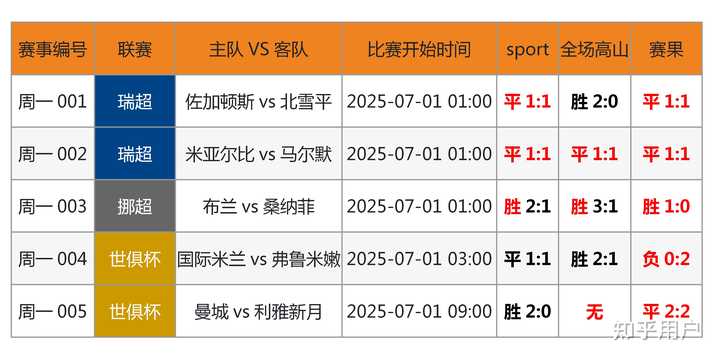 赛事编号 联赛 主队 VS 客队 比赛开始时间 sport 全场高山 赛果
周一 001 瑞超 佐加顿斯 vs 北雪平 2025-07-01 01:00 平 1:1 胜 2:0 平 1:1
周一 002 瑞超 米亚尔比 vs 马尔默 2025-07-01 01:00 平 1:1 平 1:1 平 1:1
周一 003 挪超 布兰 vs 桑纳菲 2025-07-01 01:00 胜 2:1 胜 3:1 胜 1:0
周一 004 世俱杯 国际米兰 vs 弗鲁米嫩 2025-07-01 03:00 平 1:1 胜 2:1 负 0:2
周一 005 世俱杯 曼城 vs 利雅新月 2025-07-01 09:00 胜 2:0 无 平 2:2
知乎用户